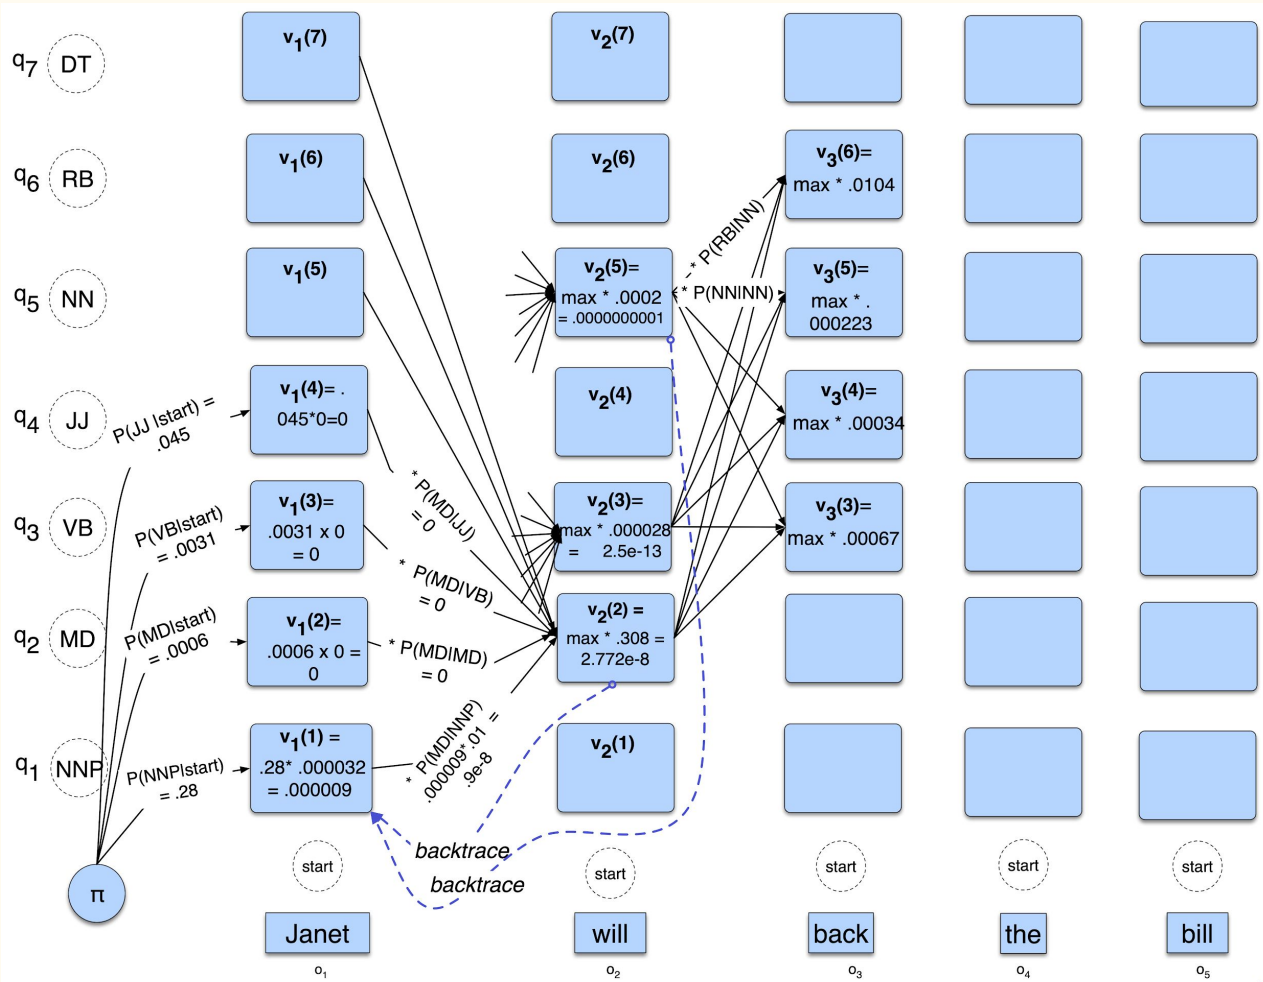 q7 DT
v1(7)
v2(7)
q6 RB
v1(6)
v2(6)
v3(6)=
max * .0104
* P(RB|NN)
q5 NN
v1(5)
v2(5)=
max * .0002
= .0000000001
* P(NN|NN)
v3(5)=
max * .
000223
q4 JJ
P(JJ |start) =
.045
v1(4)= .
045*0=0
* P(MD|JJ)
= 0
v2(4)
v3(4)=
max * .00034
q3 VB
P(VB|start)
= .0031
v1(3)=
.0031 x 0
= 0
* P(MD|VB)
= 0
v2(3)=
max * .000028
= 2.5e-13
v3(3)=
max * .00067
q2 MD
P(MD|start)
= .0006
v1(2)=
.0006 x 0 =
0
* P(MD|MD)
= 0
v2(2) =
max * .308 =
2.772e-8
q1 NNP
P(NNP|start)
= .28
v1(1) =
.28* .000032
= .000009
* P(MD|NNP)
.000009*.01 =
.9e-8
v2(1)
backtrace
backtrace
π
start
start
start
start
start
Janet
will
back
the
bill
o1
o2
o3
o4
o5